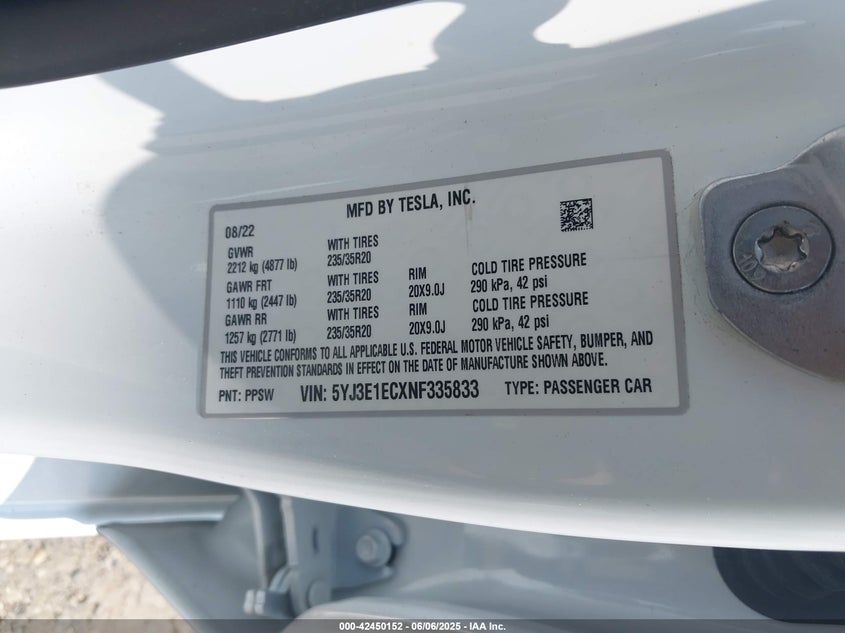 MFD BY TESLA, INC.
08/22
GVWR WITH TIRES
2212 kg (4877 lb) 235/35R20
GAWR FRT WITH TIRES RIM COLD TIRE PRESSURE
1110 kg (2447 lb) 235/35R20 20X9.0J 290 kPa, 42 psi
GAWR RR WITH TIRES RIM COLD TIRE PRESSURE
1257 kg (2771 lb) 235/35R20 20X9.0J 290 kPa, 42 psi
THIS VEHICLE CONFORMS TO ALL APPLICABLE U.S. FEDERAL MOTOR VEHICLE SAFETY, BUMPER, AND
THEFT PREVENTION STANDARDS IN EFFECT ON THE DATE OF MANUFACTURE SHOWN ABOVE.
PNT: PPSW VIN: 5YJ3E1ECXNF335833 TYPE: PASSENGER CAR
000-42450152 | 06/06/2025 | IAA Inc.